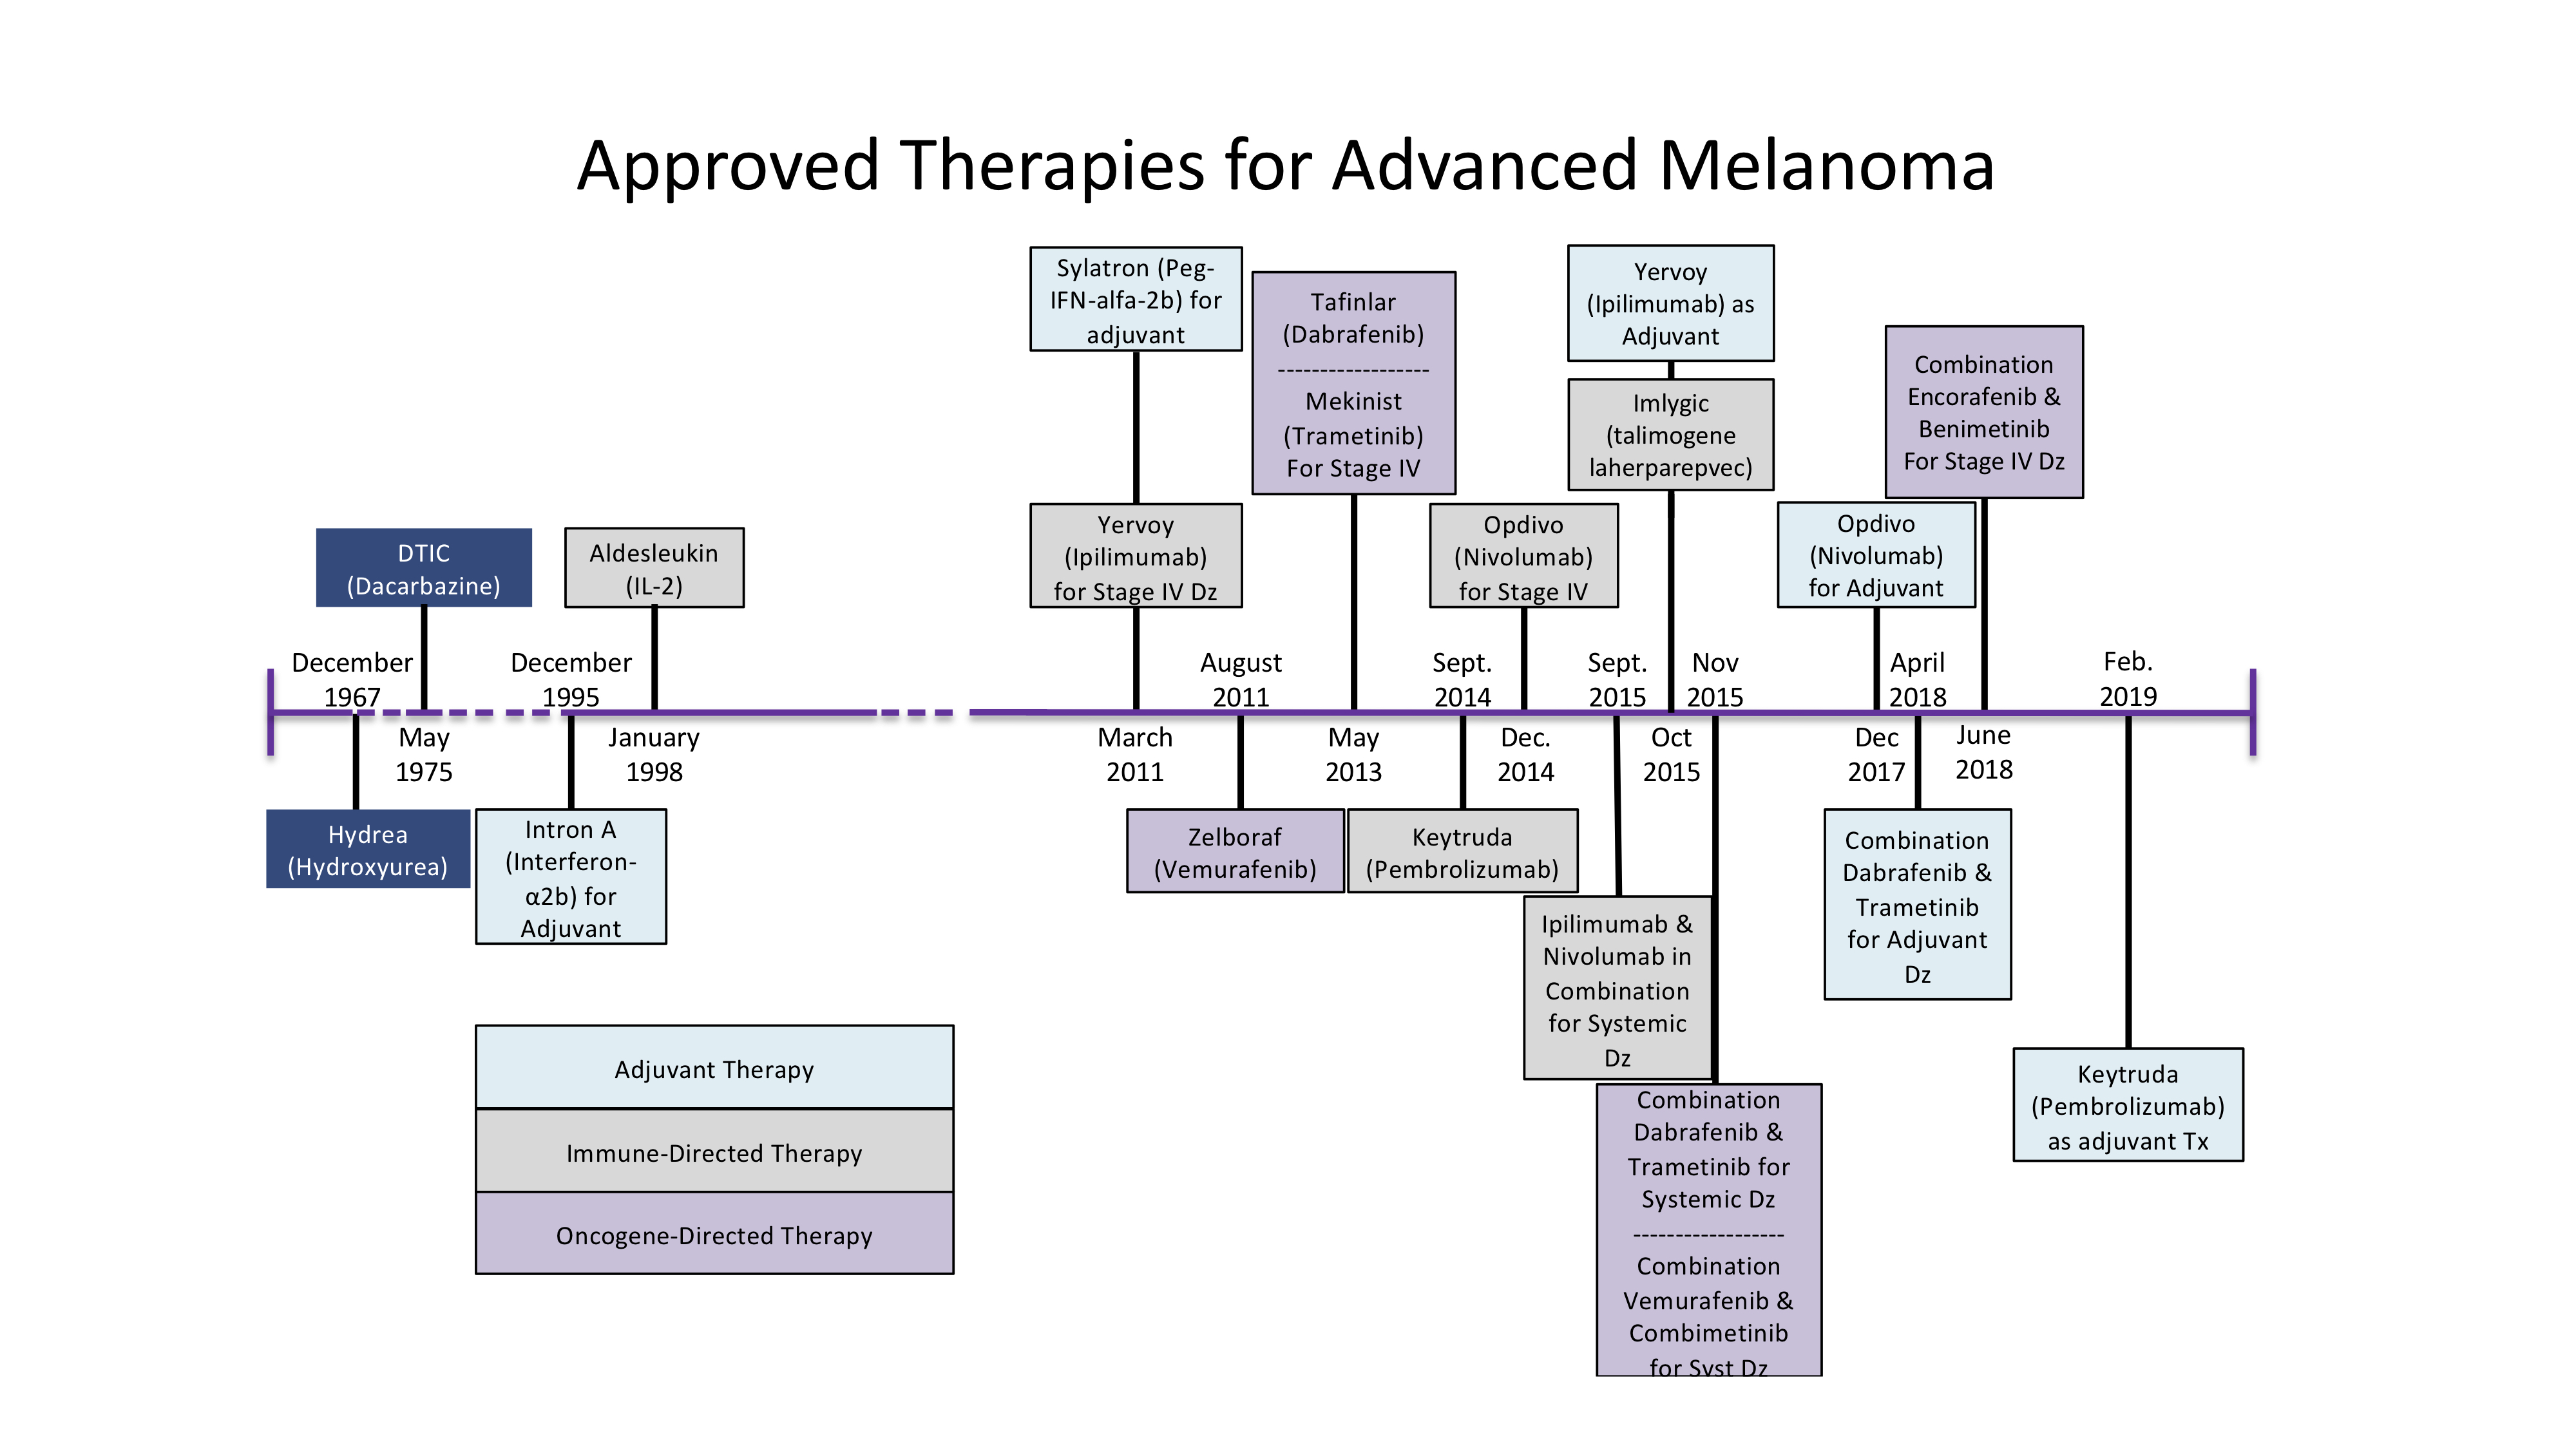 Approved Therapies for Advanced Melanoma
Sylatron (Peg-
IFN-alfa-2b) for
adjuvant
Tafinlar
(Dabrafenib)
------------------
Mekinist
(Trametinib)
For Stage IV
Yervoy
(Ipilimumab) as
Adjuvant
Imlygic
(talimogene
laherparepvec)
Combination
Encorafenib &
Benimetinib
For Stage IV Dz
DTIC
(Dacarbazine)
Aldesleukin
(IL-2)
Yervoy
(Ipilimumab)
for Stage IV Dz
Opdivo
(Nivolumab)
for Stage IV
Opdivo
(Nivolumab)
for Adjuvant
December
1967
December
1995
August
2011
Sept.
2014
Sept.
2015
Nov
2015
April
2018
Feb.
2019
May
1975
January
1998
March
2011
May
2013
Dec.
2014
Oct
2015
Dec
2017
June
2018
Hydrea
(Hydroxyurea)
Intron A
(Interferon-
α2b) for
Adjuvant
Zelboraf
(Vemurafenib)
Keytruda
(Pembrolizumab)
Ipilimumab &
Nivolumab in
Combination
for Systemic
Dz
Combination
Dabrafenib &
Trametinib
for Adjuvant
Dz
Combination
Dabrafenib &
Trametinib for
Systemic Dz
------------------
Combination
Vemurafenib &
Combimetinib
for Syst Dz
Keytruda
(Pembrolizumab)
as adjuvant Tx
Adjuvant Therapy
Immune-Directed Therapy
Oncogene-Directed Therapy